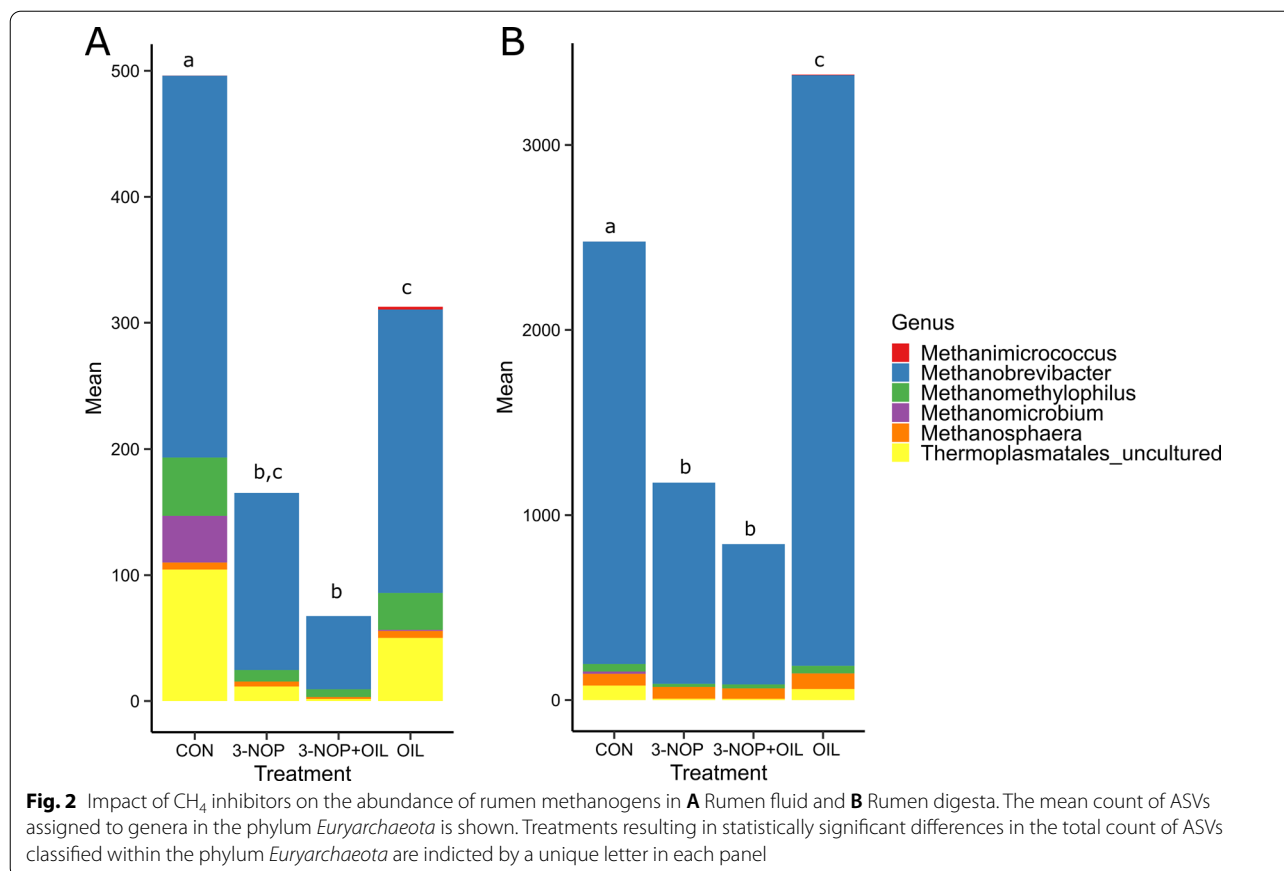 A
B
500
400
300
200
100
0
Mean
a
b,c
b
c
CON 3-NOP 3-NOP+OIL OIL
Treatment
3000
2000
1000
0
Mean
a
b
b
c
CON 3-NOP 3-NOP+OIL OIL
Treatment
Genus
Methanimicrococcus
Methanobrevibacter
Methanomethylophilus
Methanomicrobium
Methanosphaera
Thermoplasmatales_uncultured
Fig. 2 Impact of CH₄ inhibitors on the abundance of rumen methanogens in A Rumen fluid and B Rumen digesta. The mean count of ASVs
assigned to genera in the phylum Euryarchaeota is shown. Treatments resulting in statistically significant differences in the total count of ASVs
classified within the phylum Euryarchaeota are indicted by a unique letter in each panel